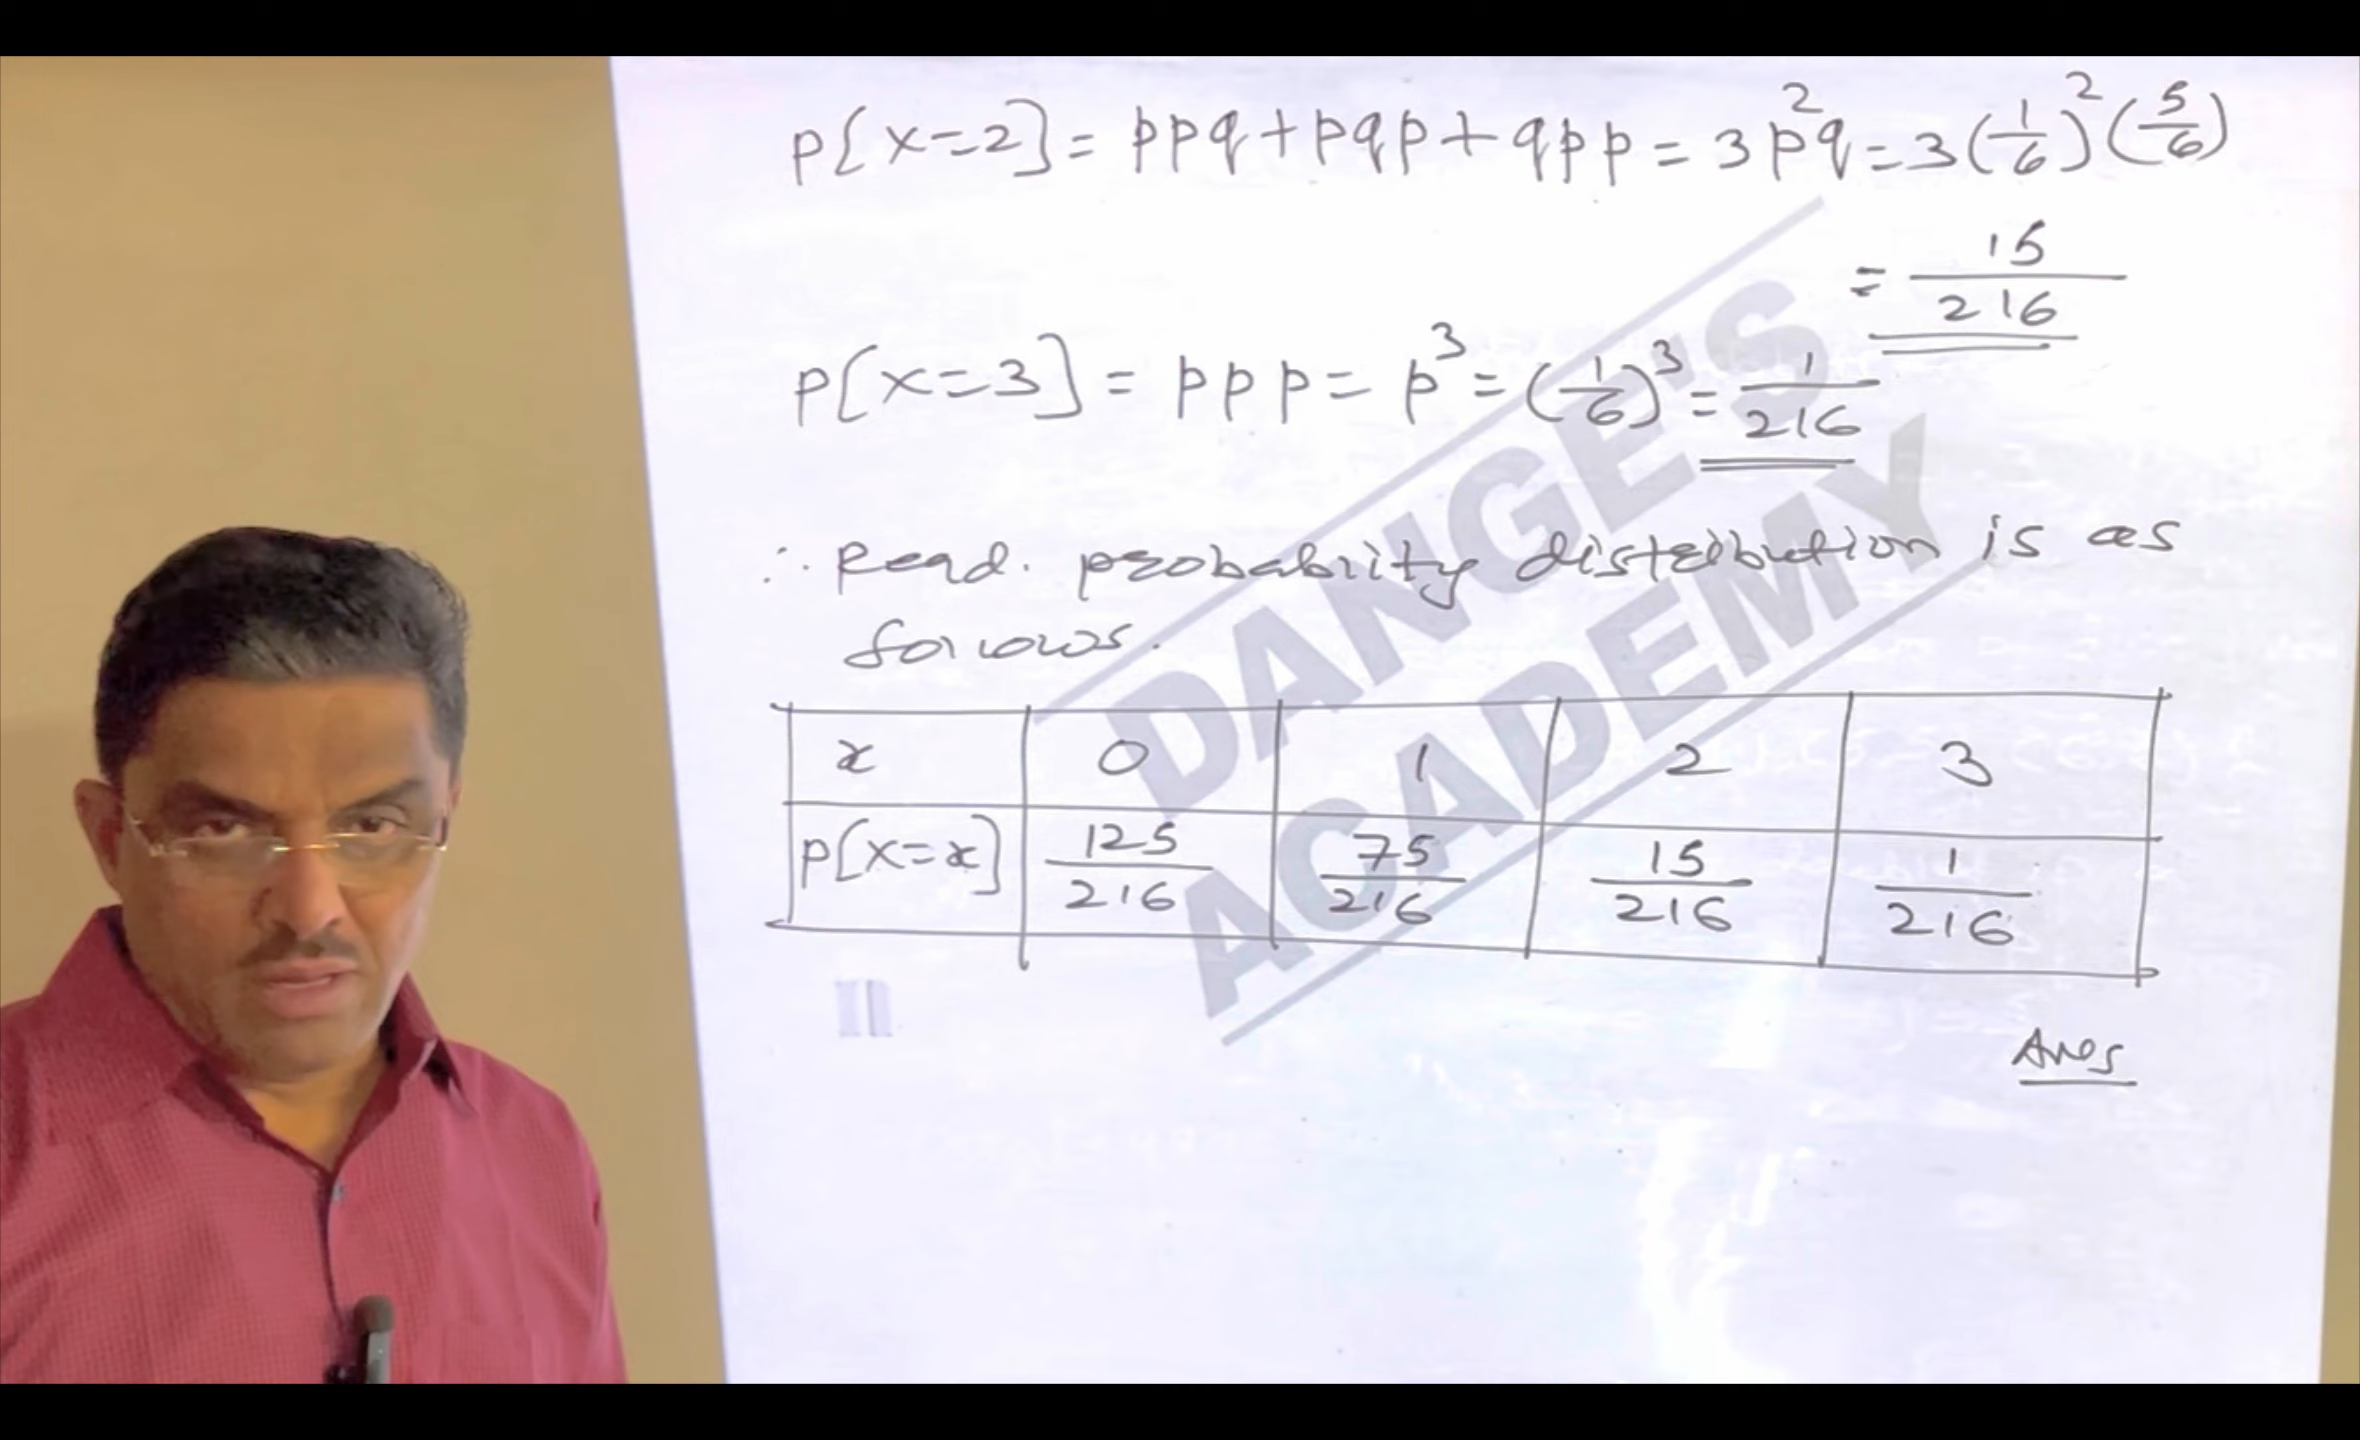 P[X=2] = ppq + pqp + qpp = 3p²q = 3(1/6)²(5/6)
= 15/216
P[X=3] = ppp = p³ = (1/6)³ = 1/216
∴ Reqd. probability distribution is as
follows.
x 0 1 2 3
P[X=x] 125/216 75/216 15/216 1/216
Ans
DANGE'S
ACADEMY